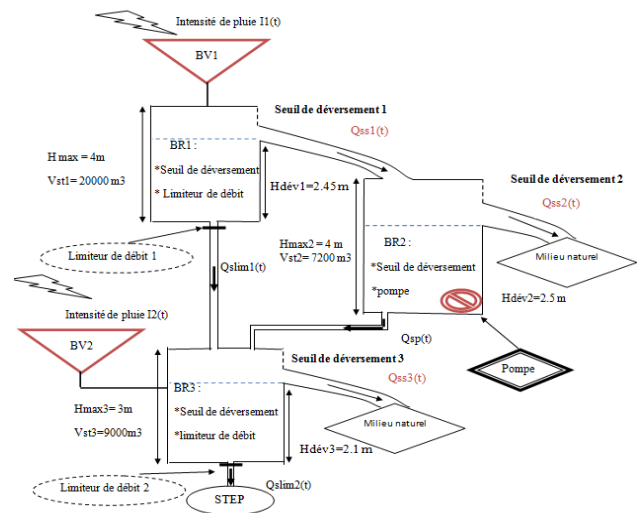 Intensité de pluie I1(t)
BV1
Seuil de déversement 1
Qss1(t)
BR1 :
*Seuil de déversement
* Limiteur de débit
H max = 4m
Vst1= 20000 m3
Hdév1=2.45 m
Seuil de déversement 2
Qss2(t)
Limiteur de débit 1
Hmax2= 4 m
Vst2= 7200 m3
BR2 :
*Seuil de déversement
*pompe
Milieu naturel
Qslim1(t)
Hdév2=2.5 m
Intensité de pluie I2(t)
BV2
Qsp(t)
Seuil de déversement 3
Qss3(t)
Pompe
BR3 :
*Seuil de déversement
*limiteur de débit
Hmax3= 3m
Vst3=9000m3
Milieu naturel
Hdév3=2.1 m
Limiteur de débit 2
Qslim2(t)
STEP